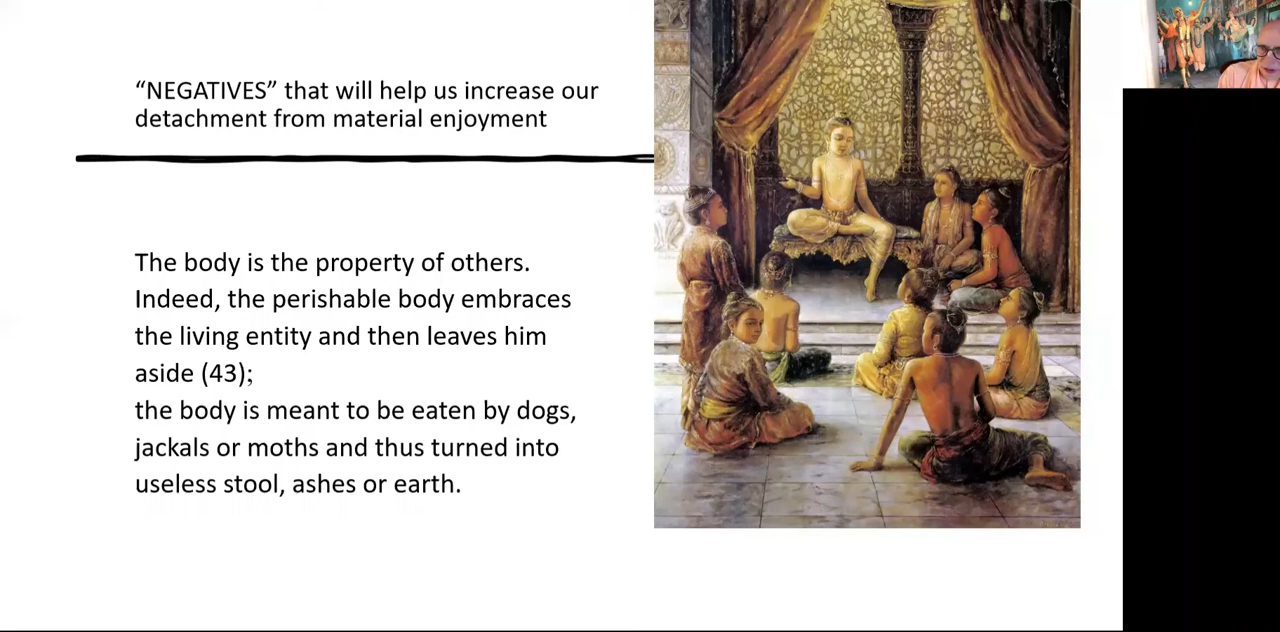 “NEGATIVES” that will help us increase our
detachment from material enjoyment
The body is the property of others.
Indeed, the perishable body embraces
the living entity and then leaves him
aside (43);
the body is meant to be eaten by dogs,
jackals or moths and thus turned into
useless stool, ashes or earth.